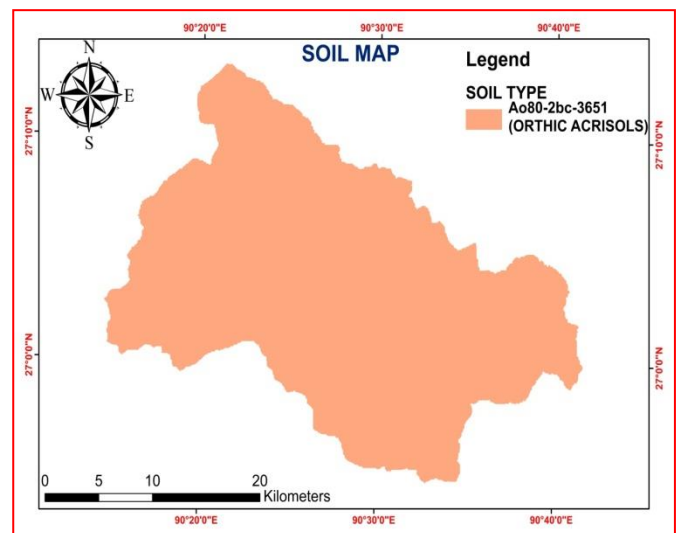 90°20'0"E 90°30'0"E 90°40'0"E
SOIL MAP
Legend
SOIL TYPE
Ao80-2bc-3651
(ORTHIC ACRISOLS)
N
W E
S
27°10'0"N 27°10'0"N
27°0'0"N 27°0'0"N
0 5 10 20
Kilometers
90°20'0"E 90°30'0"E 90°40'0"E